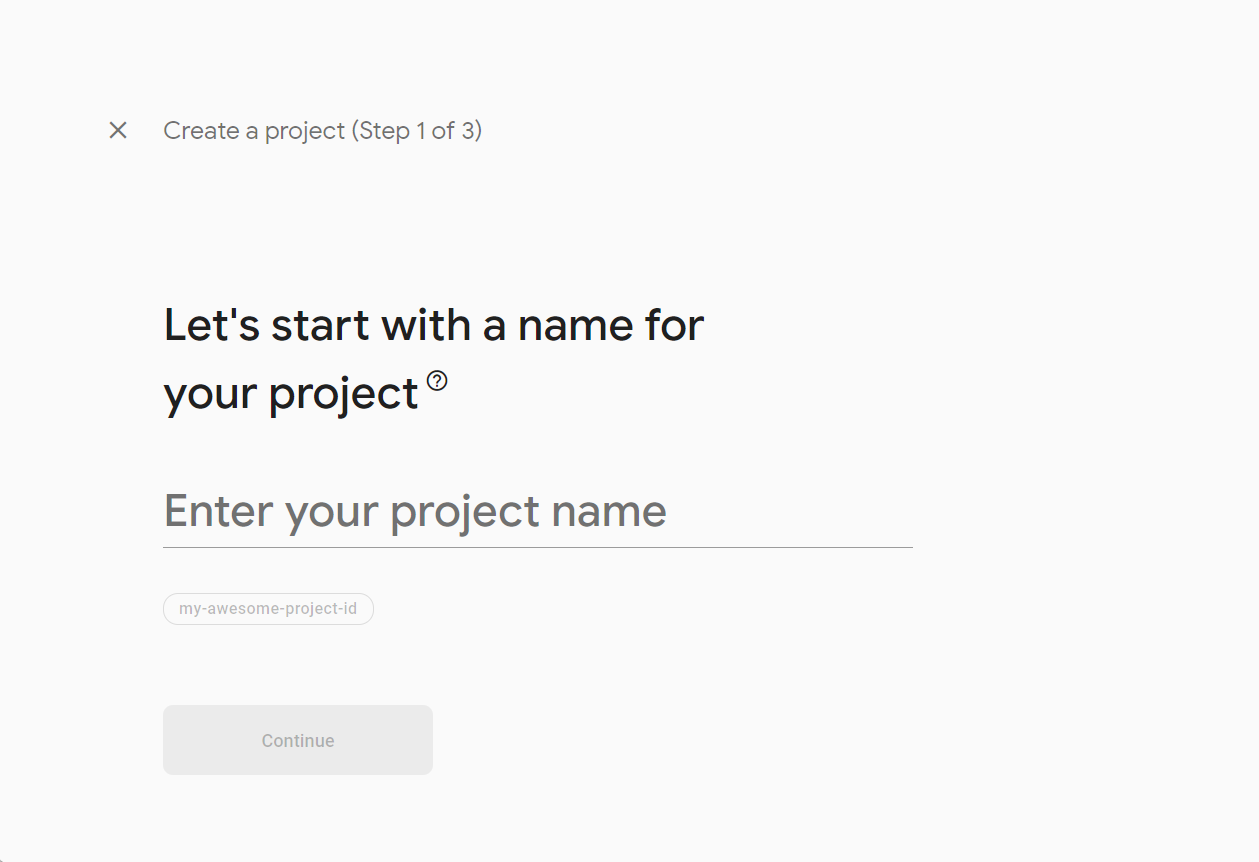 Create a project (Step 1 of 3)
Let's start with a name for
your project
Enter your project name
my-awesome-project-id
Continue